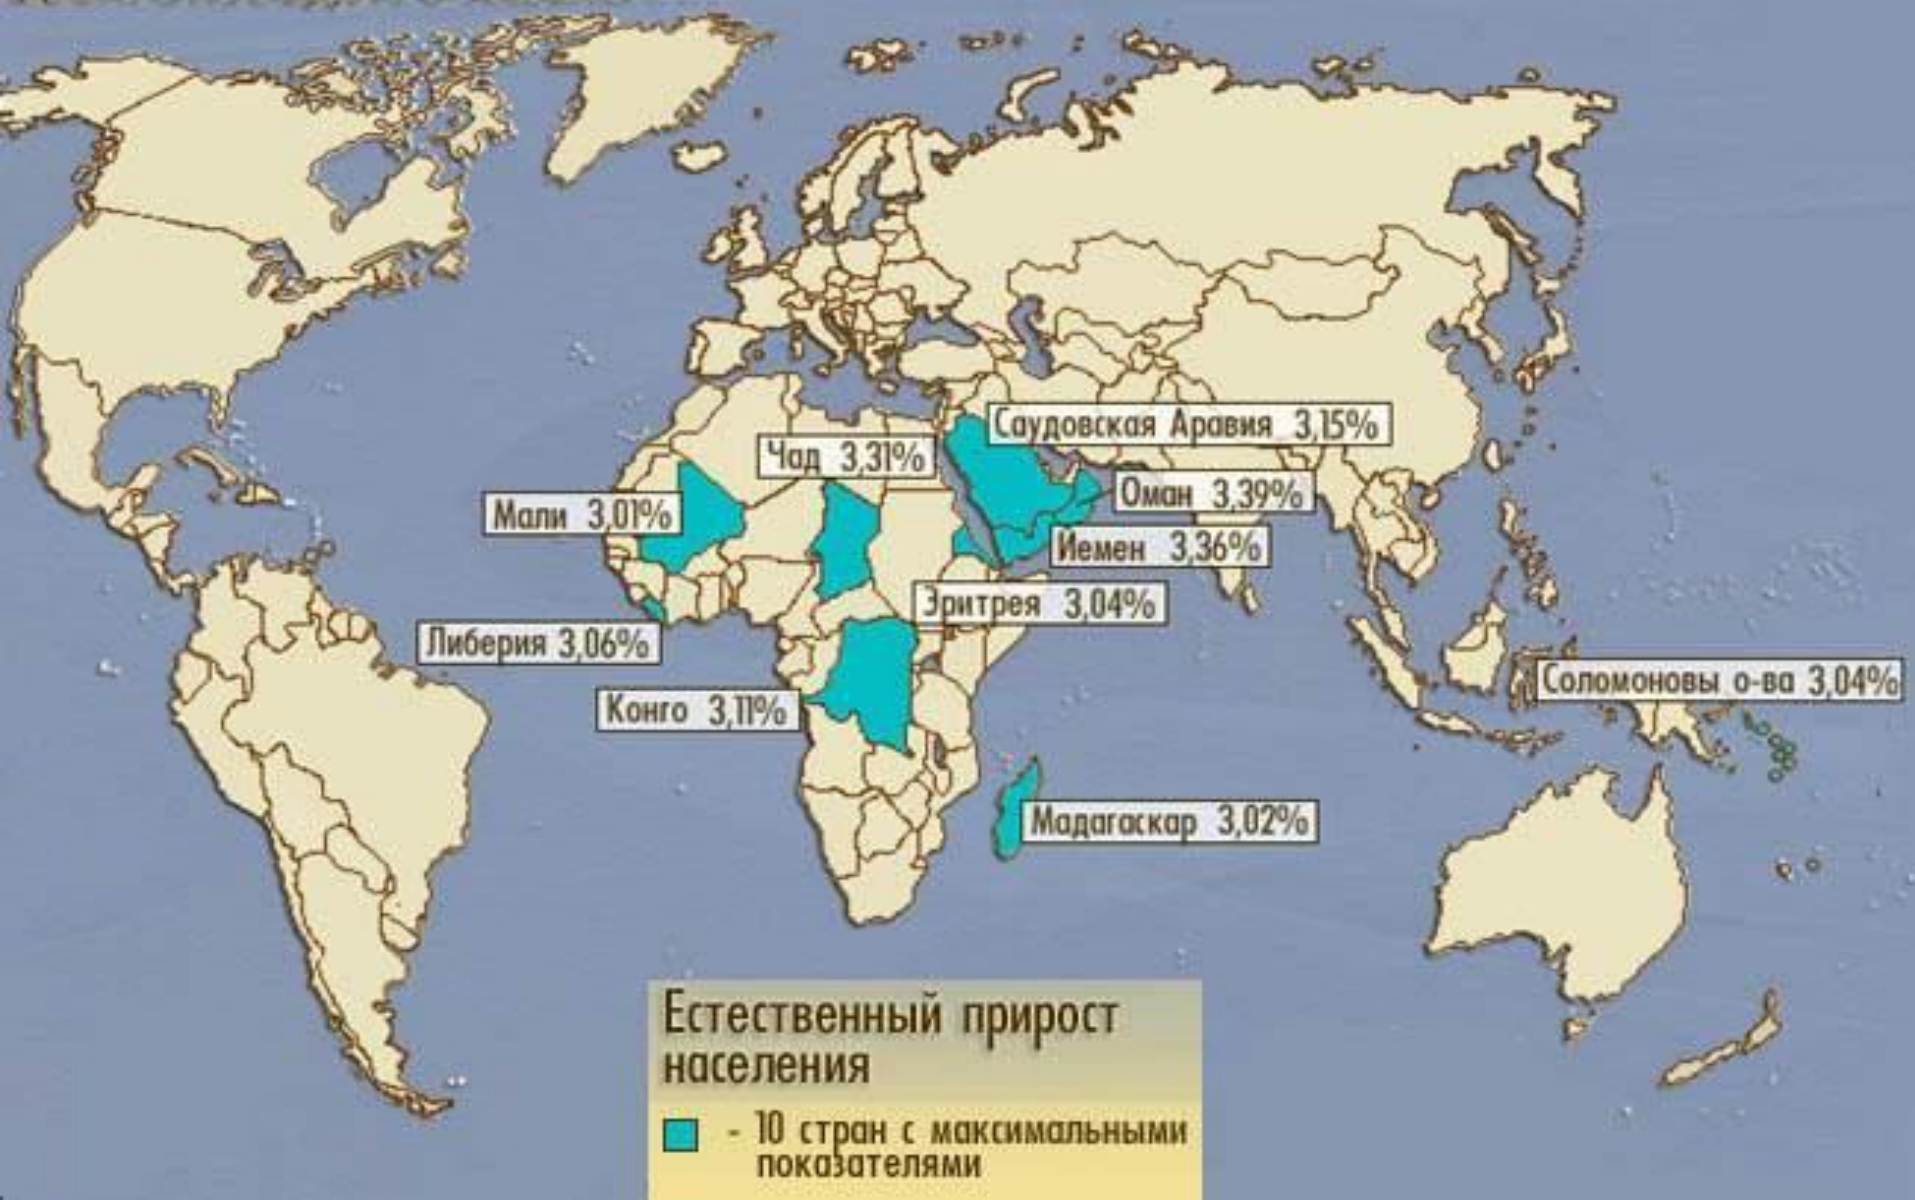 Саудовская Аравия 3,15%
Чад 3,31%
Оман 3,39%
Мали 3,01%
Йемен 3,36%
Эритрея 3,04%
Либерия 3,06%
Соломоновы о-ва 3,04%
Конго 3,11%
Мадагаскар 3,02%
Естественный прирост
населения
- 10 стран с максимальными
показателями